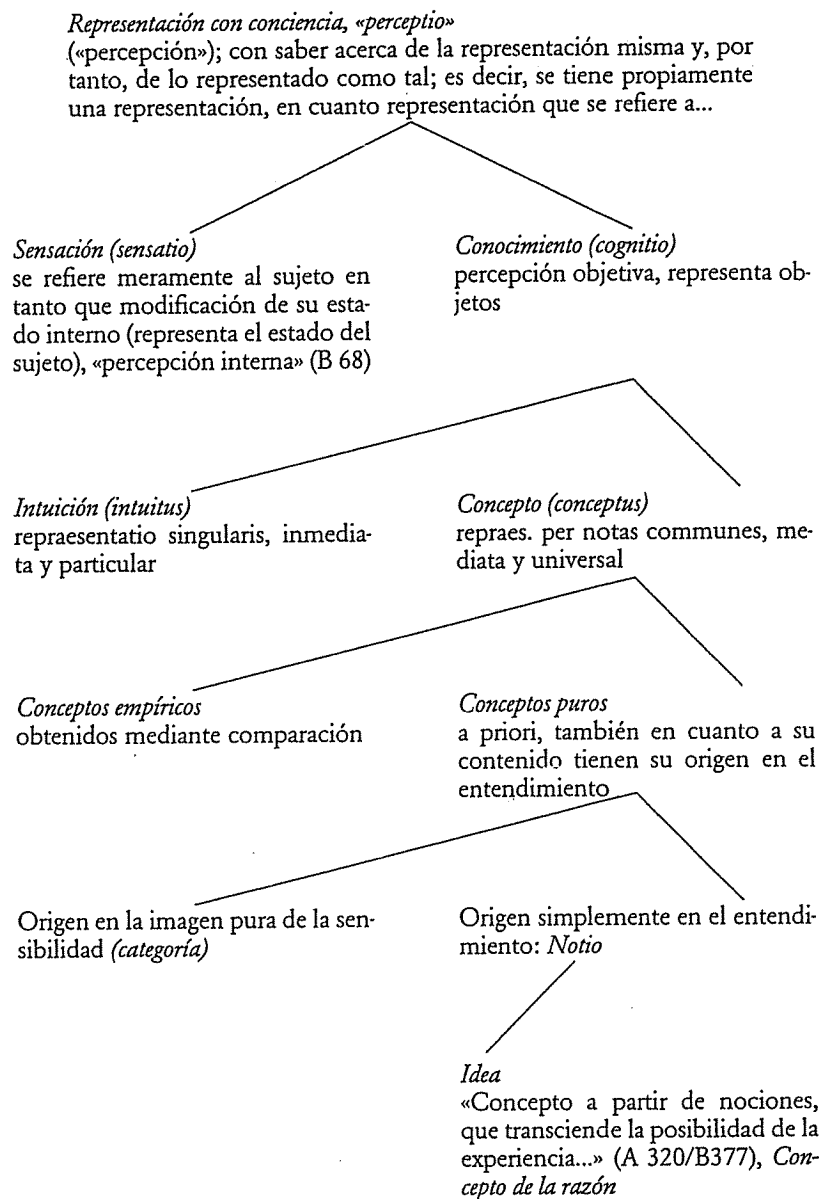 Representación con conciencia, «perceptio»
(«percepción»); con saber acerca de la representación misma y, por
tanto, de lo representado como tal; es decir, se tiene propiamente
una representación, en cuanto representación que se refiere a...
Sensación (sensatio)
se refiere meramente al sujeto en
tanto que modificación de su esta-
do interno (representa el estado del
sujeto), «percepción interna» (B 68)
Conocimiento (cognitio)
percepción objetiva, representa ob-
jetos
Intuición (intuitus)
repraesentatio singularis, inmedia-
ta y particular
Concepto (conceptus)
repraes. per notas communes, me-
diata y universal
Conceptos empíricos
obtenidos mediante comparación
Conceptos puros
a priori, también en cuanto a su
contenido tienen su origen en el
entendimiento
Origen en la imagen pura de la sen-
sibilidad (categoría)
Origen simplemente en el entendi-
miento: Notio
Idea
«Concepto a partir de nociones,
que transciende la posibilidad de la
experiencia...» (A 320/B377), Con-
cepto de la razón